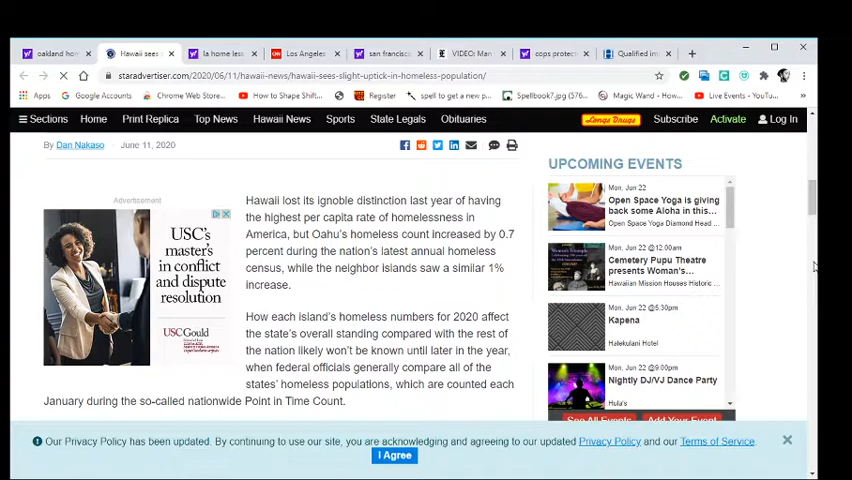 oakland hon
Hawaii sees
la home less
Los Angeles
san francisc
VIDEO: Man
cops protec
Qualified im
staradvertiser.com/2020/06/11/hawaii-news/hawaii-sees-slight-uptick-in-homeless-population/
Apps Google Accounts Chrome Web Store... How to Shape Shift... Register spell to get a new p... Spellbook7.jpg (576... Magic Wand - How... Live Events - YouTu...
Sections Home Print Replica Top News Hawaii News Sports State Legals Obituaries Longs Drugs Subscribe Activate Log In
By Dan Nakaso - June 11, 2020
Advertisement
USC's
master's
in conflict
and dispute
resolution
USC Gould
Hawaii lost its ignoble distinction last year of having
the highest per capita rate of homelessness in
America, but Oahu's homeless count increased by 0.7
percent during the nation's latest annual homeless
census, while the neighbor islands saw a similar 1%
increase.
How each island's homeless numbers for 2020 affect
the state's overall standing compared with the rest of
the nation likely won't be known until later in the year,
when federal officials generally compare all of the
states' homeless populations, which are counted each
January during the so-called nationwide Point in Time Count.
UPCOMING EVENTS
Mon, Jun 22
Open Space Yoga is giving
back some Aloha in this...
Open Space Yoga Diamond Head ...
Mon, Jun 22 @12:00am
Cemetery Pupu Theatre
presents Woman's...
Hawaiian Mission Houses Historic ...
Mon, Jun 22 @5:30pm
Kapena
Halekulani Hotel
Mon, Jun 22 @9:00pm
Nightly DJ/VJ Dance Party
Hula's
See All Events Add Your Event
Our Privacy Policy has been updated. By continuing to use our site, you are acknowledging and agreeing to our updated Privacy Policy and our Terms of Service.
I Agree